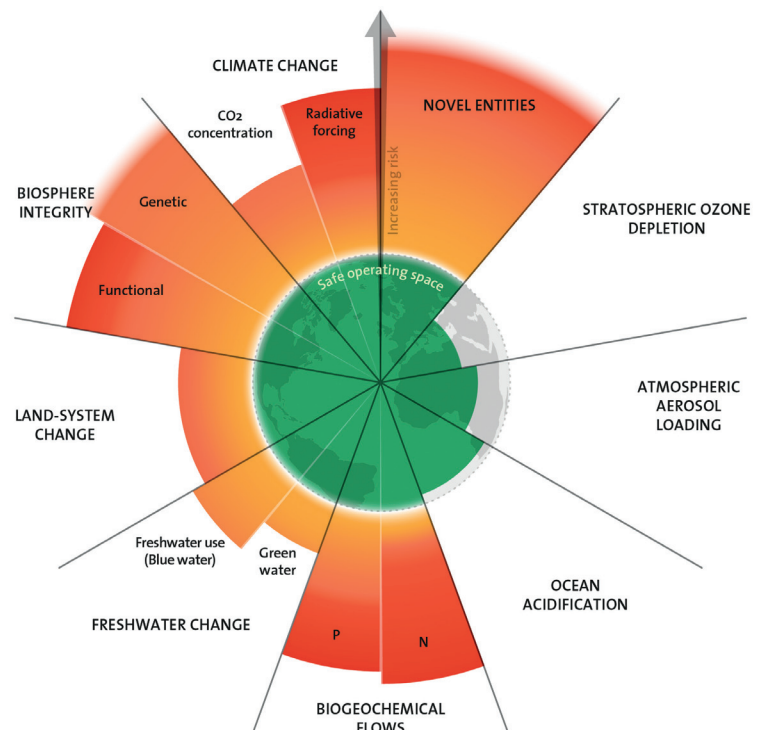 CLIMATE CHANGE
CO2
concentration
Radiative
forcing
NOVEL ENTITIES
Increasing risk
BIOSPHERE
INTEGRITY
Genetic
STRATOSPHERIC OZONE
DEPLETION
Functional
Safe operating space
LAND-SYSTEM
CHANGE
ATMOSPHERIC
AEROSOL
LOADING
Freshwater use
(Blue water)
Green
water
FRESHWATER CHANGE
P
N
OCEAN
ACIDIFICATION
BIOGEOCHEMICAL
FLOWS